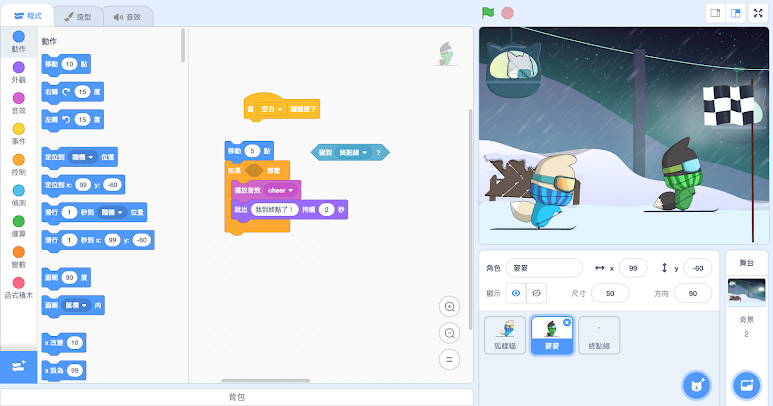 程式
造型
音效
動作
外觀
音效
事件
控制
偵測
運算
變數
函式積木
動作
移動 10 點
右轉 15 度
左轉 15 度
定位到 隨機 位置
定位到 x: 99 y: -60
滑行 1 秒到 隨機 位置
滑行 1 秒到 x: 99 y: -60
面朝 90 度
面朝 鼠標 向
x 改變 10
x 設為 99
當 空白 鍵被按下
移動 5 點
碰到 終點線 ?
如果 那麼
播放音效 cheer
說出 我到終點了! 持續 2 秒
背包
角色 麥麥 x 99 y -60
顯示 尺寸 50 方向 90
狐貍貓
麥麥
終點線
舞台
背景
2